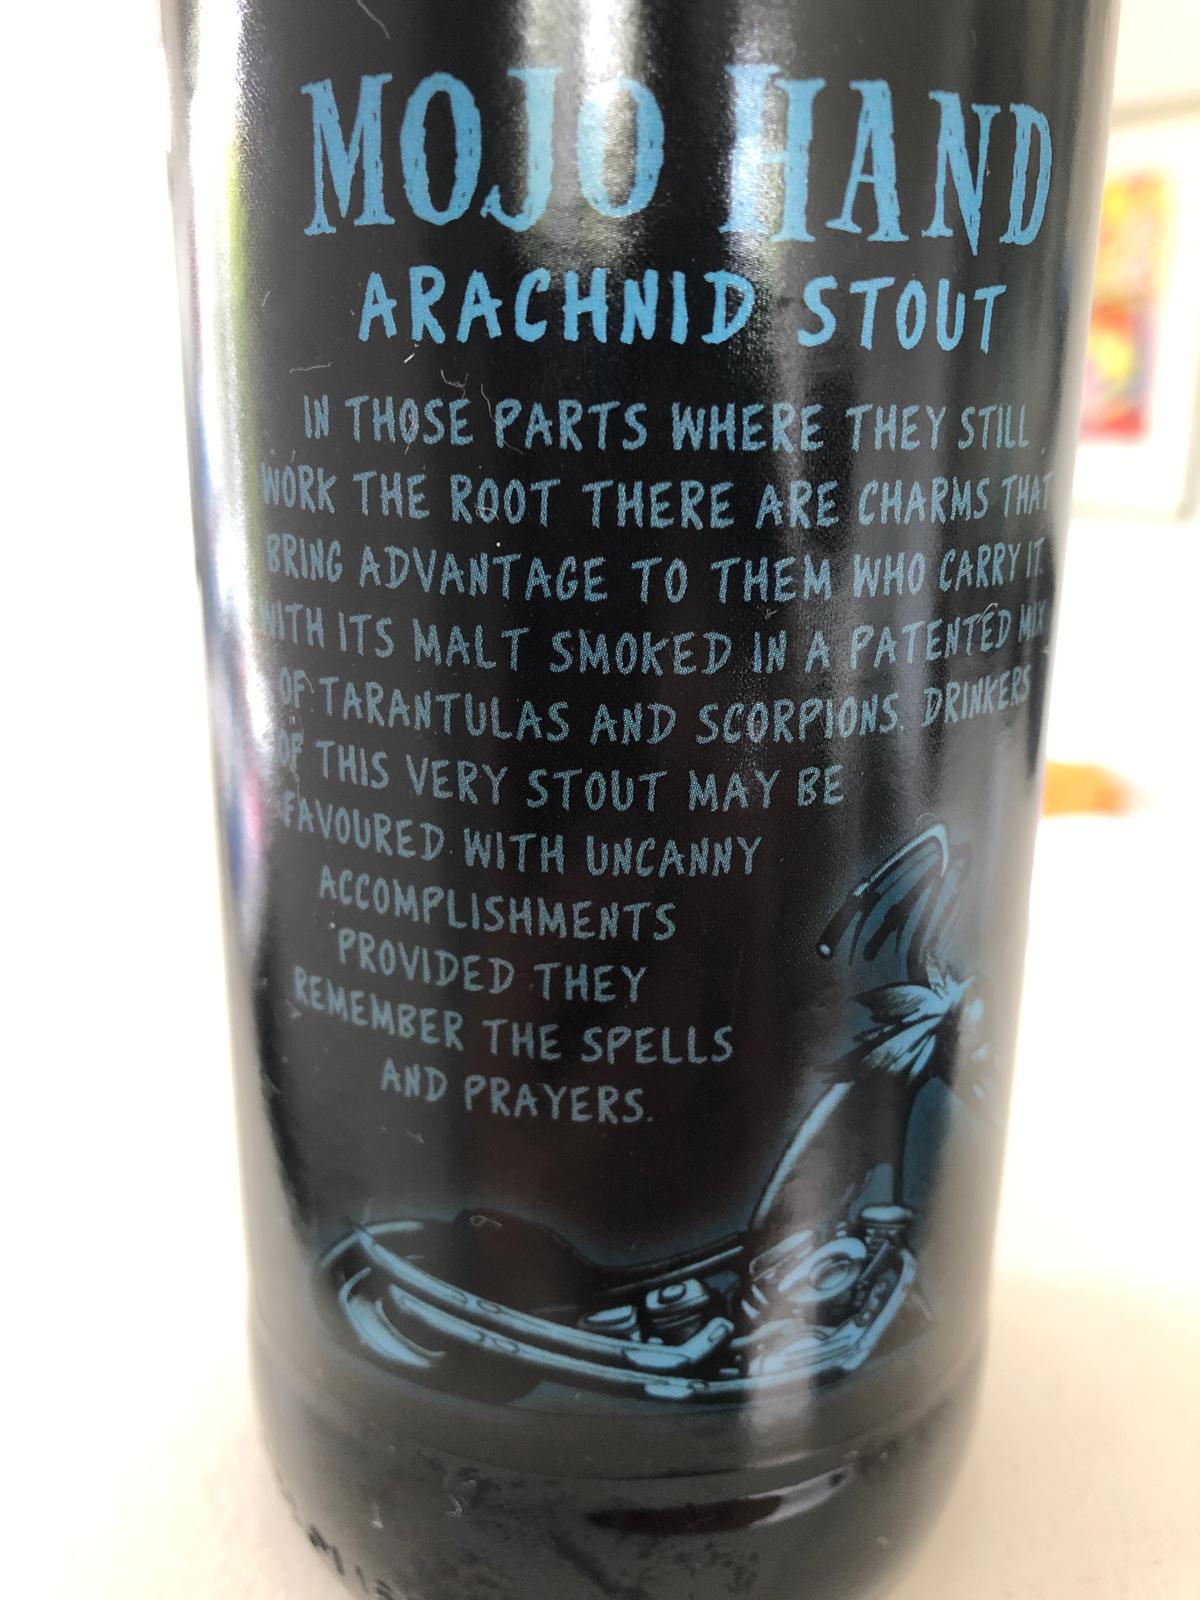 MOJO HAND
ARACHNID STOUT
IN THOSE PARTS WHERE THEY STILL
WORK THE ROOT THERE ARE CHARMS THAT
BRING ADVANTAGE TO THEM WHO CARRY IT.
WITH ITS MALT SMOKED IN A PATENTED MIX
OF TARANTULAS AND SCORPIONS. DRINKERS
OF THIS VERY STOUT MAY BE
FAVOURED WITH UNCANNY
ACCOMPLISHMENTS
PROVIDED THEY
REMEMBER THE SPELLS
AND PRAYERS.